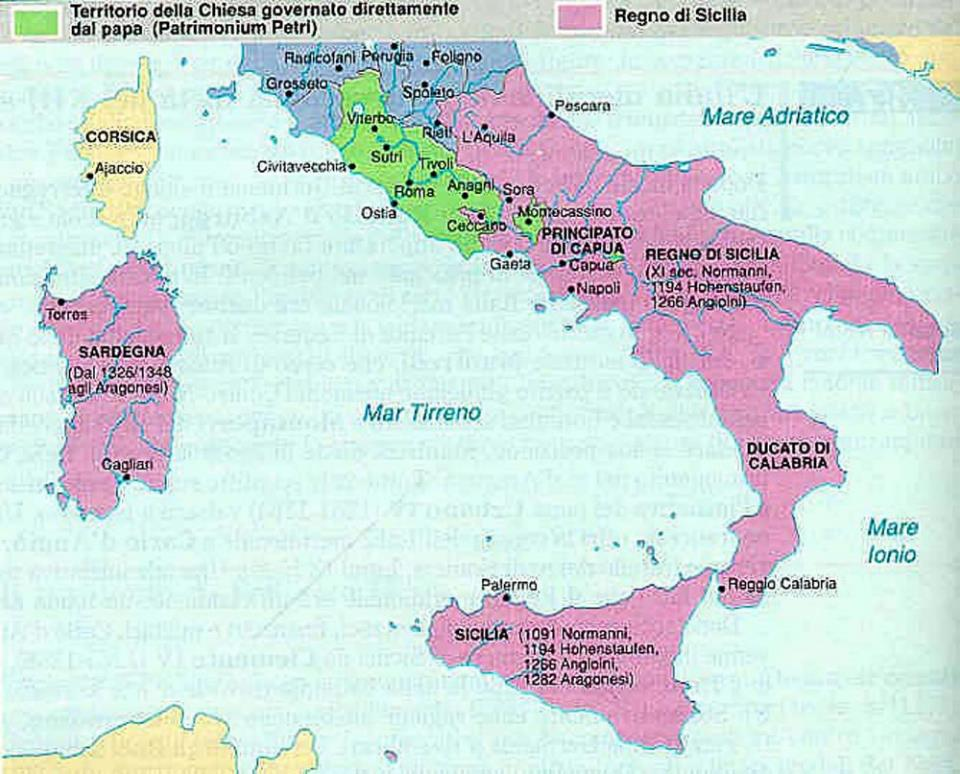 Territorio della Chiesa governato direttamente
dal papa (Patrimonium Petri)
Regno di Sicilia
Radicofani
Perugia
Foligno
Grosseto
Spoleto
Pescara
Viterbo
Rieti
L'Aquila
Mare Adriatico
CORSICA
Ajaccio
Civitavecchia
Sutri
Tivoli
Roma
Anagni
Sora
Ostia
Ceccano
Montecassino
PRINCIPATO
DI CAPUA
Gaeta
Capua
Napoli
REGNO DI SICILIA
(XI sec. Normanni,
1194 Hohenstaufen,
1266 Angioini)
Torres
SARDEGNA
(Dal 1326/1348
agli Aragonesi)
Cagliari
Mar Tirreno
DUCATO DI
CALABRIA
Mare
Ionio
Palermo
Reggio Calabria
SICILIA (1091 Normanni,
1194 Hohenstaufen,
1266 Angioini,
1282 Aragonesi)